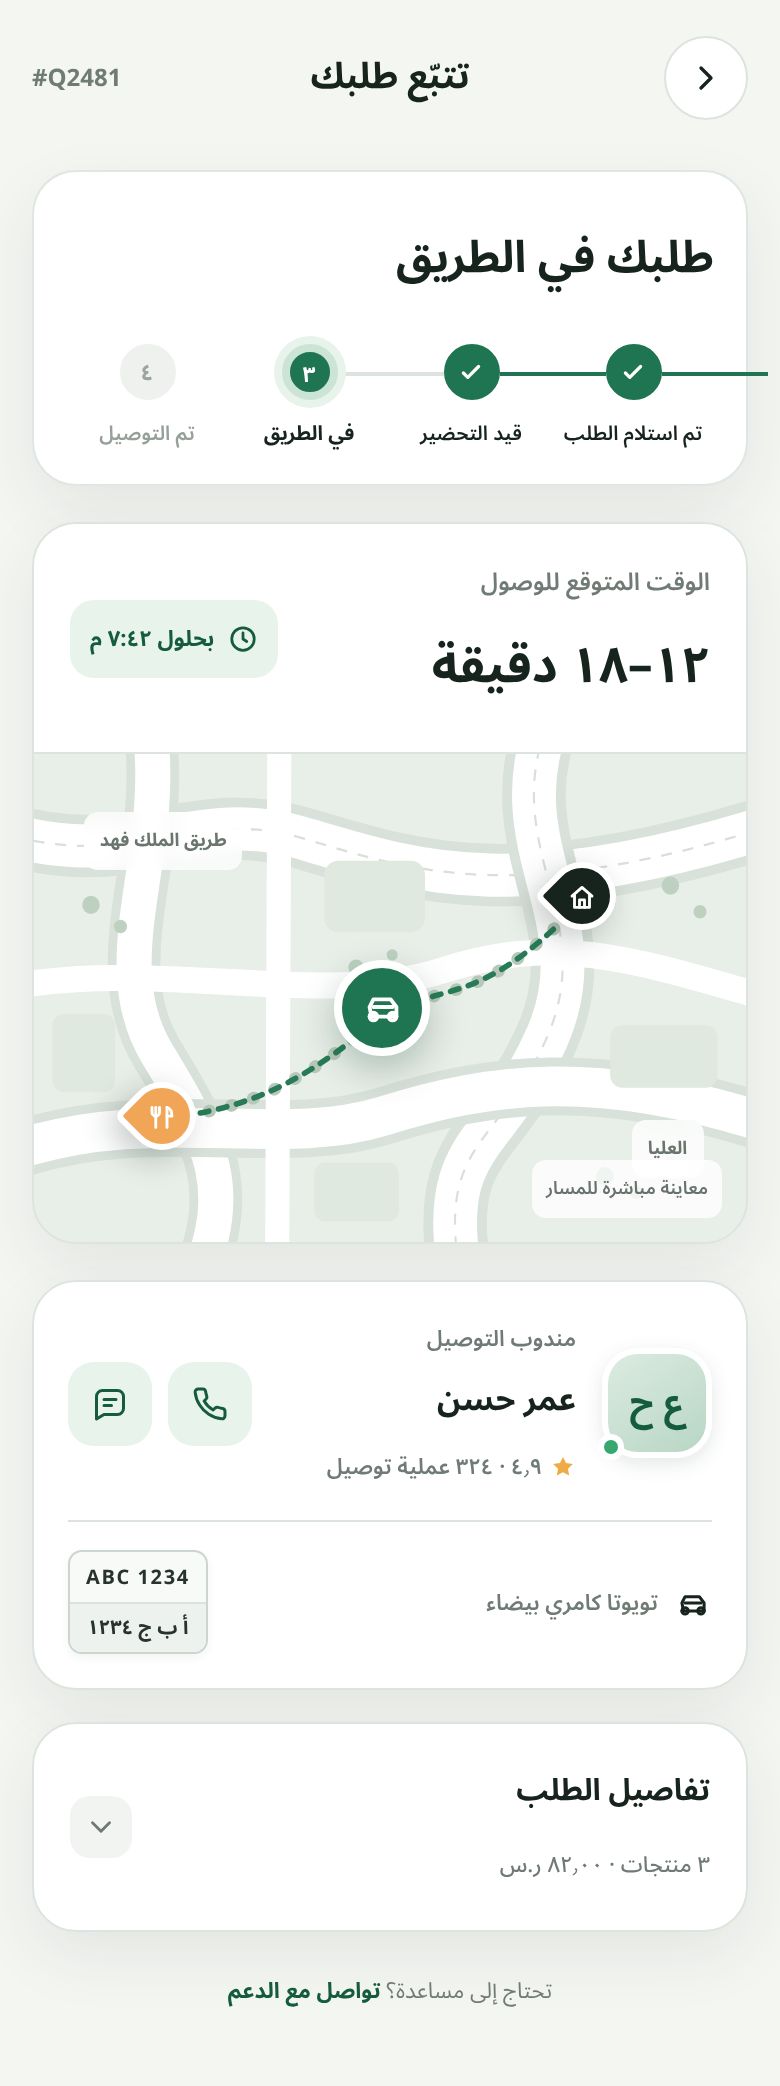 تتبّع طلبك
#Q2481
طلبك في الطريق
تم استلام الطلب
قيد التحضير
٣
في الطريق
٤
تم التوصيل
الوقت المتوقع للوصول
١٢–١٨ دقيقة
بحلول ٧:٤٢ م
طريق الملك فهد
العليا
معاينة مباشرة للمسار
ع ح
مندوب التوصيل
عمر حسن
٤٫٩ · ٣٢٤ عملية توصيل
تويوتا كامري بيضاء
ABC 1234
أ ب ج ١٢٣٤
تفاصيل الطلب
٣ منتجات · ٨٢٫٠٠ ر.س
تحتاج إلى مساعدة؟ تواصل مع الدعم